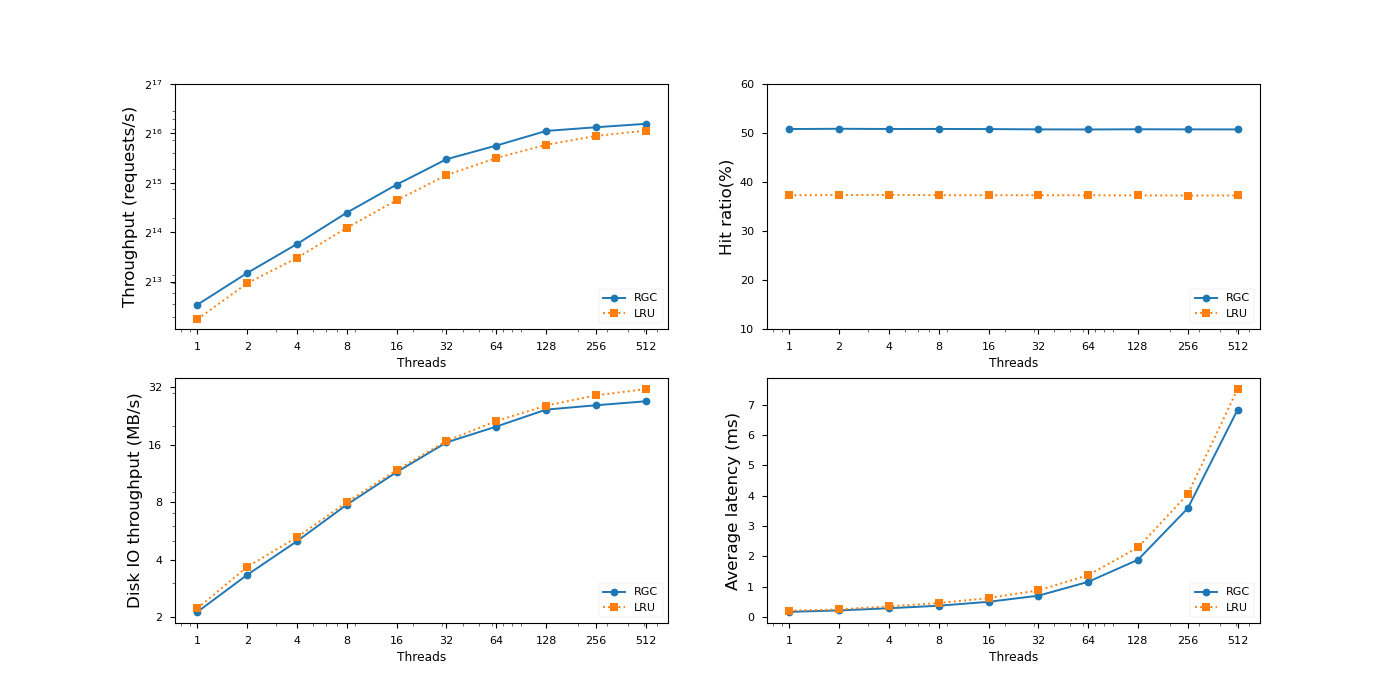 Throughput (requests/s)
2^17
2^16
2^15
2^14
2^13
RGC
LRU
1 2 4 8 16 32 64 128 256 512
Threads
Hit ratio(%)
60
50
40
30
20
10
RGC
LRU
1 2 4 8 16 32 64 128 256 512
Threads
Disk IO throughput (MB/s)
32
16
8
4
2
RGC
LRU
1 2 4 8 16 32 64 128 256 512
Threads
Average latency (ms)
7
6
5
4
3
2
1
0
RGC
LRU
1 2 4 8 16 32 64 128 256 512
Threads